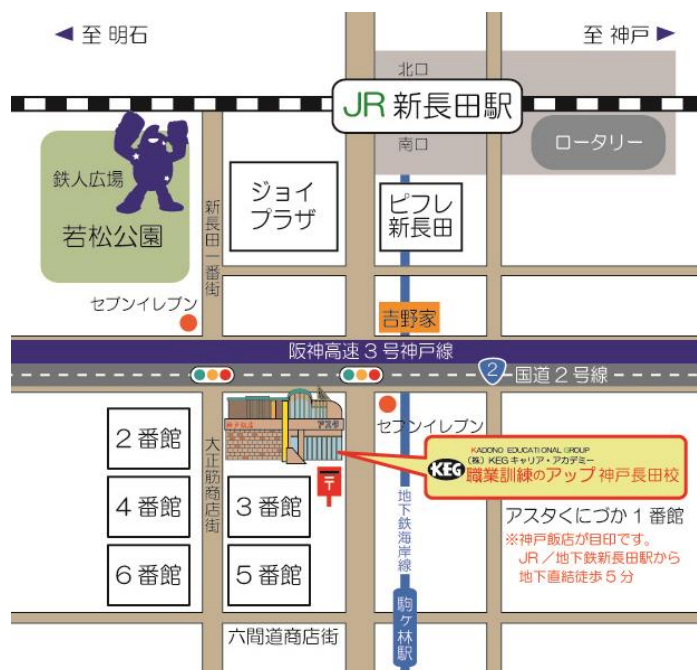 ◀ 至 明石
至 神戸 ▶
北口
JR 新長田駅
南口
ロータリー
鉄人広場
若松公園
新長田一番街
ジョイ
プラザ
ピフレ
新長田
セブンイレブン
吉野家
阪神高速3号神戸線
2
国道2号線
2番館
4番館
6番館
大正筋商店街
神戸飯店
アスタ
〒
3番館
5番館
セブンイレブン
地下鉄海岸線
駒ヶ林駅
KADONO EDUCATIONAL GROUP
(株)KEGキャリア・アカデミー
KEG
職業訓練のアップ 神戸長田校
アスタくにづか1番館
※神戸飯店が目印です。
JR/地下鉄新長田駅から
地下直結徒歩5分
六間道商店街